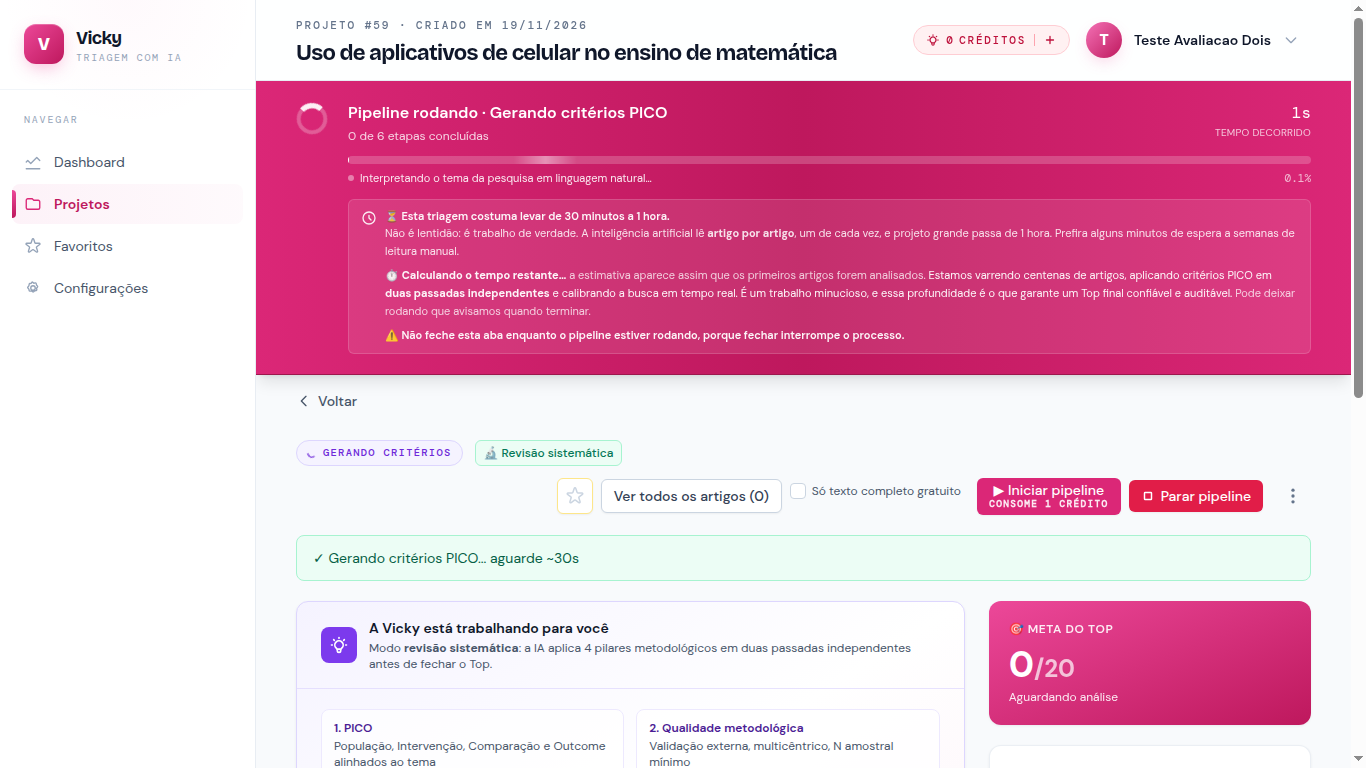 V
Vicky
TRIAGEM COM IA
NAVEGAR
Dashboard
Projetos
Favoritos
Configurações
PROJETO #59 · CRIADO EM 19/11/2026
Uso de aplicativos de celular no ensino de matemática
0 CRÉDITOS
+
T
Teste Avaliacao Dois
Pipeline rodando · Gerando critérios PICO
1s
0 de 6 etapas concluídas
TEMPO DECORRIDO
Interpretando o tema da pesquisa em linguagem natural…
0.1%
⏳ Esta triagem costuma levar de 30 minutos a 1 hora.
Não é lentidão: é trabalho de verdade. A inteligência artificial lê artigo por artigo, um de cada vez, e projeto grande passa de 1 hora. Prefira alguns minutos de espera a semanas de
leitura manual.
⏱️ Calculando o tempo restante… a estimativa aparece assim que os primeiros artigos forem analisados. Estamos varrendo centenas de artigos, aplicando critérios PICO em
duas passadas independentes e calibrando a busca em tempo real. É um trabalho minucioso, e essa profundidade é o que garante um Top final confiável e auditável. Pode deixar
rodando que avisamos quando terminar.
⚠️ Não feche esta aba enquanto o pipeline estiver rodando, porque fechar interrompe o processo.
Voltar
GERANDO CRITÉRIOS
🔬 Revisão sistemática
Ver todos os artigos (0)
Só texto completo gratuito
▶ Iniciar pipeline
CONSOME 1 CRÉDITO
Parar pipeline
✓ Gerando critérios PICO… aguarde ~30s
A Vicky está trabalhando para você
Modo revisão sistemática: a IA aplica 4 pilares metodológicos em duas passadas independentes
antes de fechar o Top.
1. PICO
População, Intervenção, Comparação e Outcome
alinhados ao tema
2. Qualidade metodológica
Validação externa, multicêntrico, N amostral
mínimo
🎯 META DO TOP
0/20
Aguardando análise